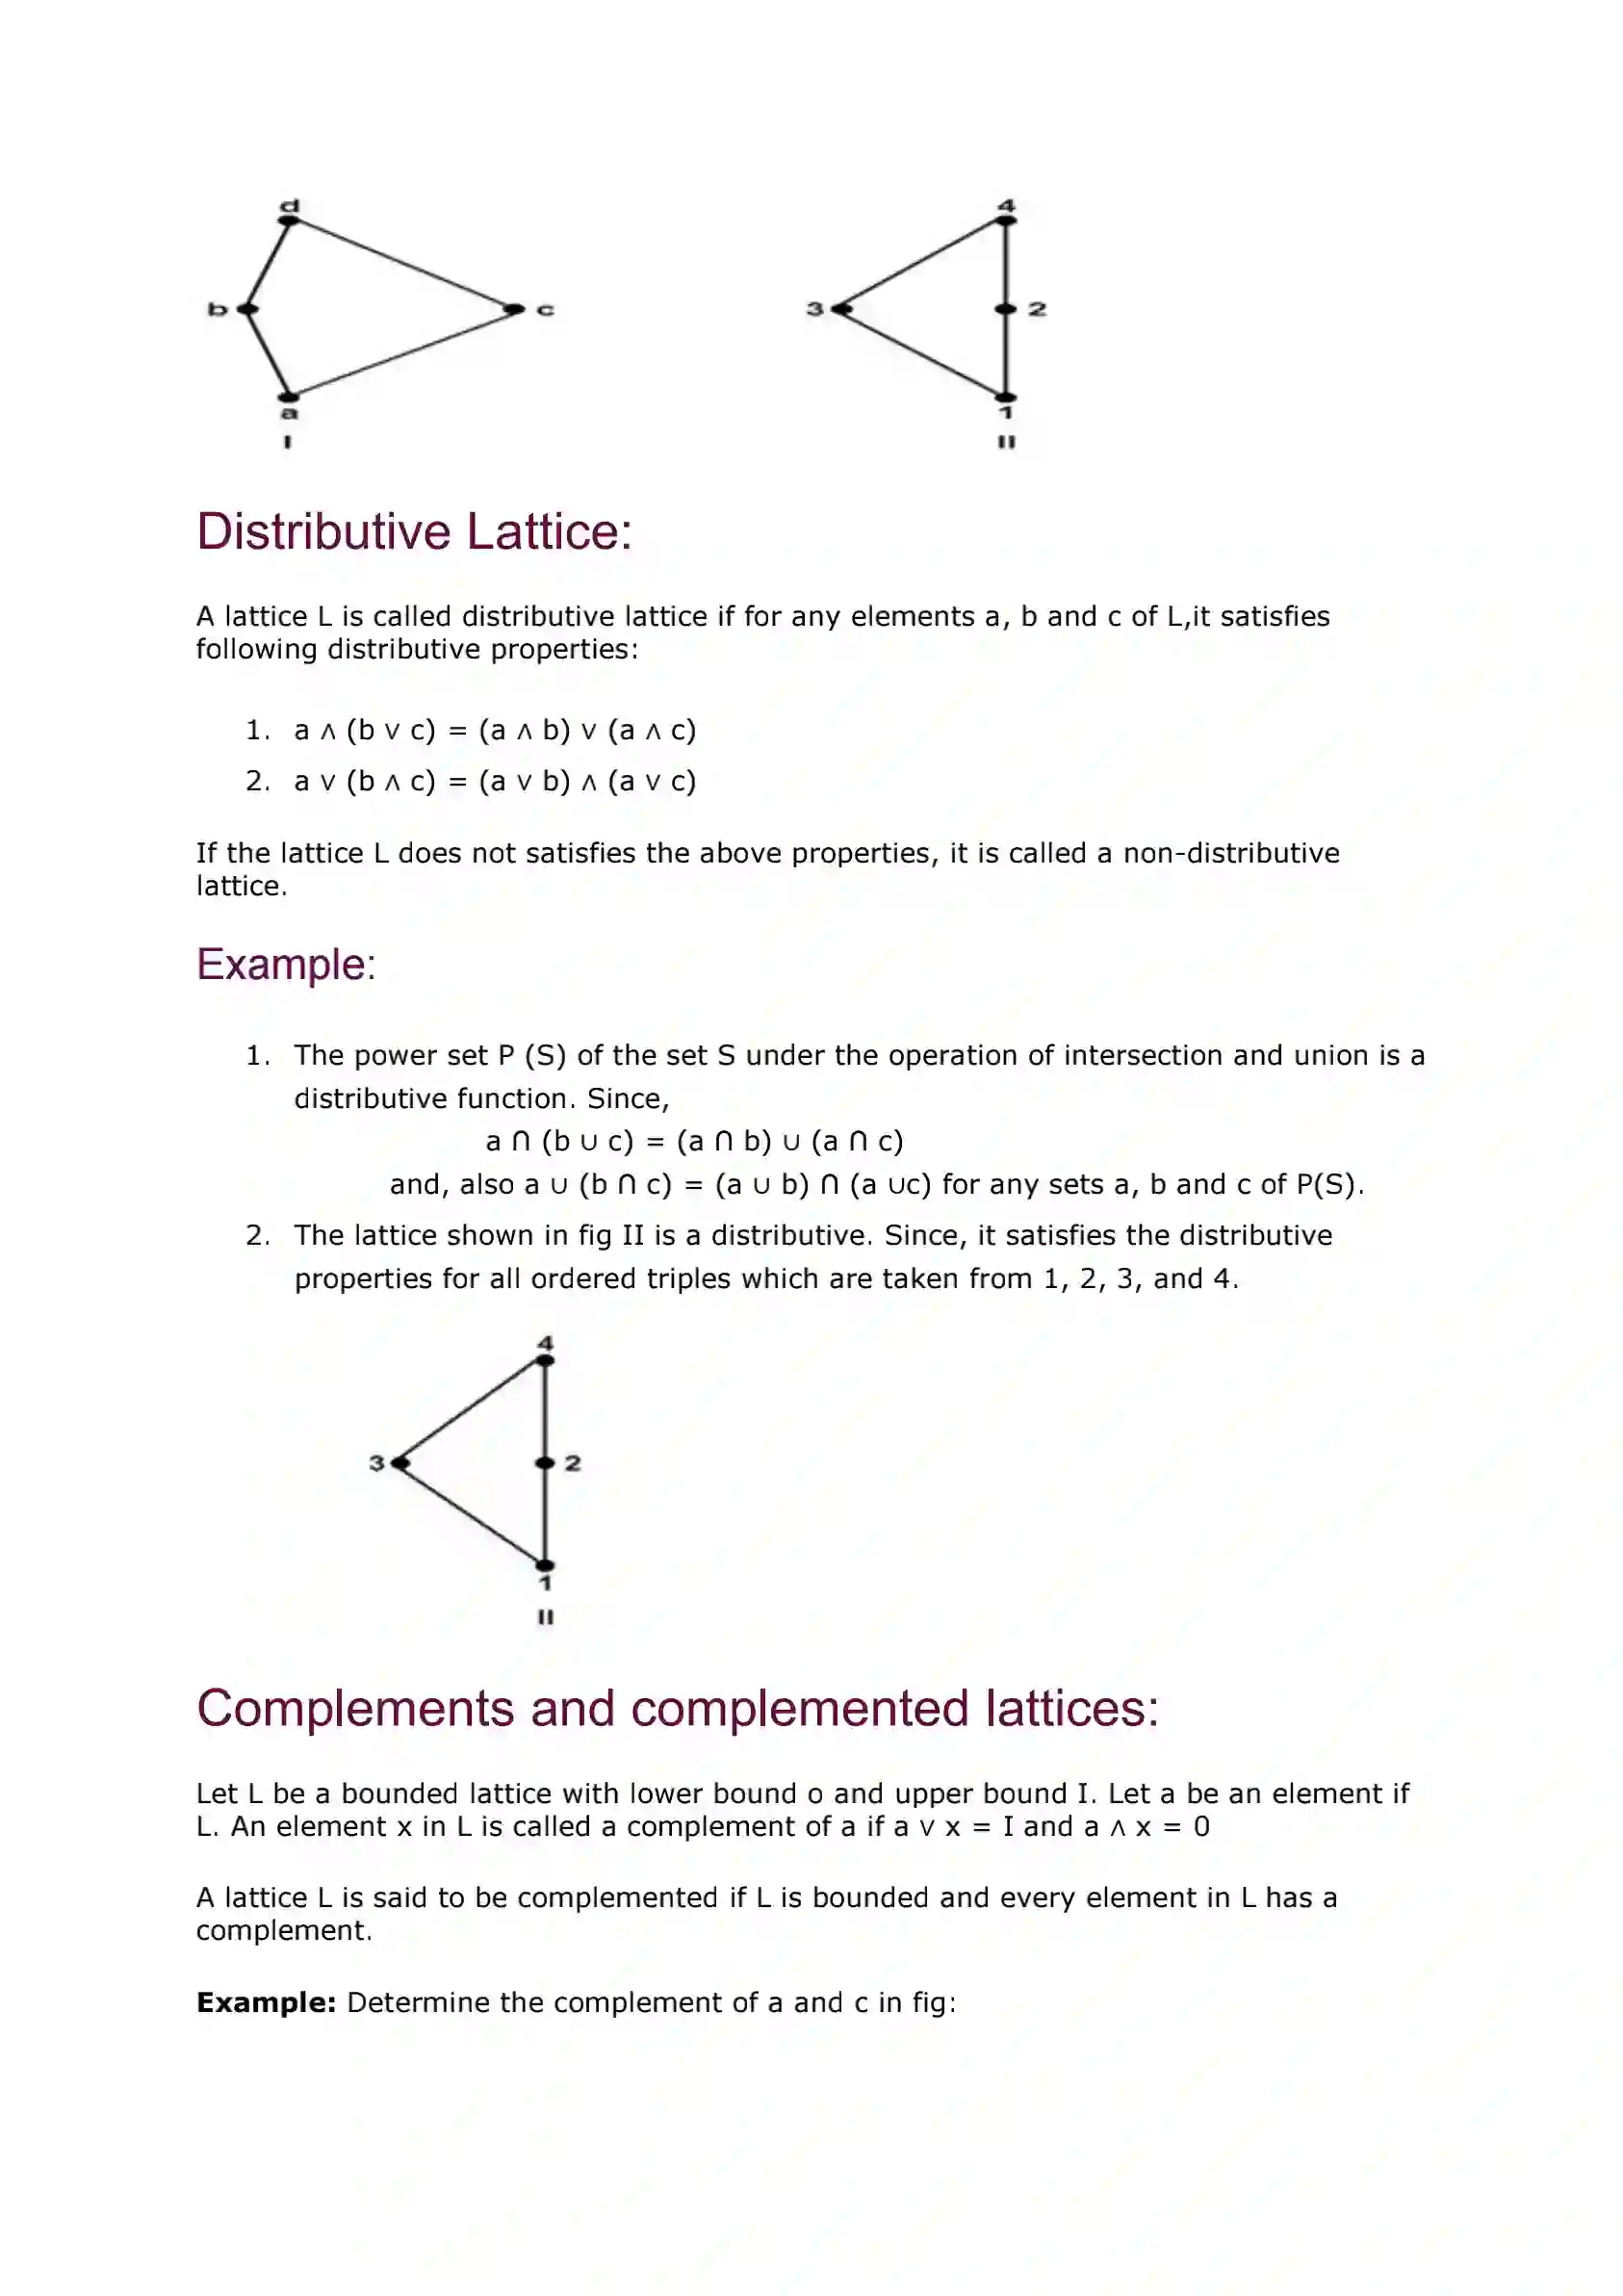 d
4
b
c
3
2
a
1
I
II
Distributive Lattice:
A lattice L is called distributive lattice if for any elements a, b and c of L,it satisfies
following distributive properties:
1. a ∧ (b ∨ c) = (a ∧ b) ∨ (a ∧ c)
2. a ∨ (b ∧ c) = (a ∨ b) ∧ (a ∨ c)
If the lattice L does not satisfies the above properties, it is called a non-distributive
lattice.
Example:
1. The power set P (S) of the set S under the operation of intersection and union is a
distributive function. Since,
a ∩ (b ∪ c) = (a ∩ b) ∪ (a ∩ c)
and, also a ∪ (b ∩ c) = (a ∪ b) ∩ (a ∪c) for any sets a, b and c of P(S).
2. The lattice shown in fig II is a distributive. Since, it satisfies the distributive
properties for all ordered triples which are taken from 1, 2, 3, and 4.
4
3
2
1
II
Complements and complemented lattices:
Let L be a bounded lattice with lower bound o and upper bound I. Let a be an element if
L. An element x in L is called a complement of a if a ∨ x = I and a ∧ x = 0
A lattice L is said to be complemented if L is bounded and every element in L has a
complement.
Example: Determine the complement of a and c in fig: